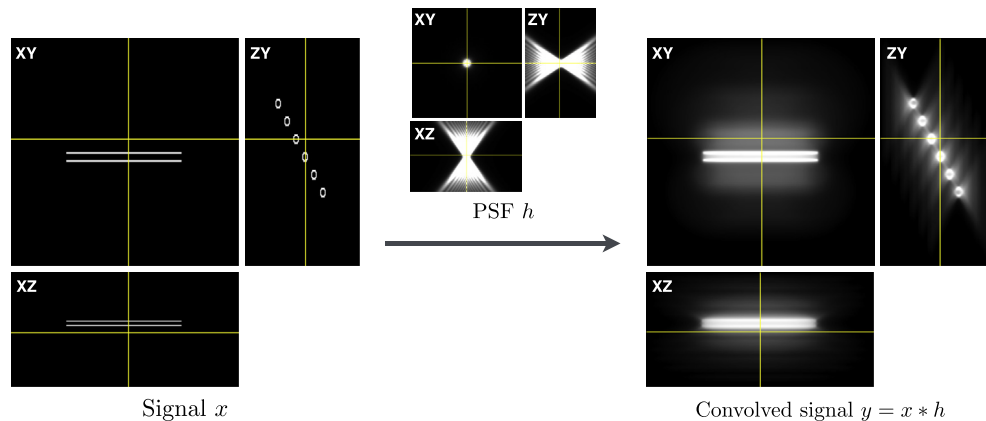 XY
ZY
XZ
Signal x
XY
ZY
XZ
PSF h
XY
ZY
XZ
Convolved signal y = x ∗ h